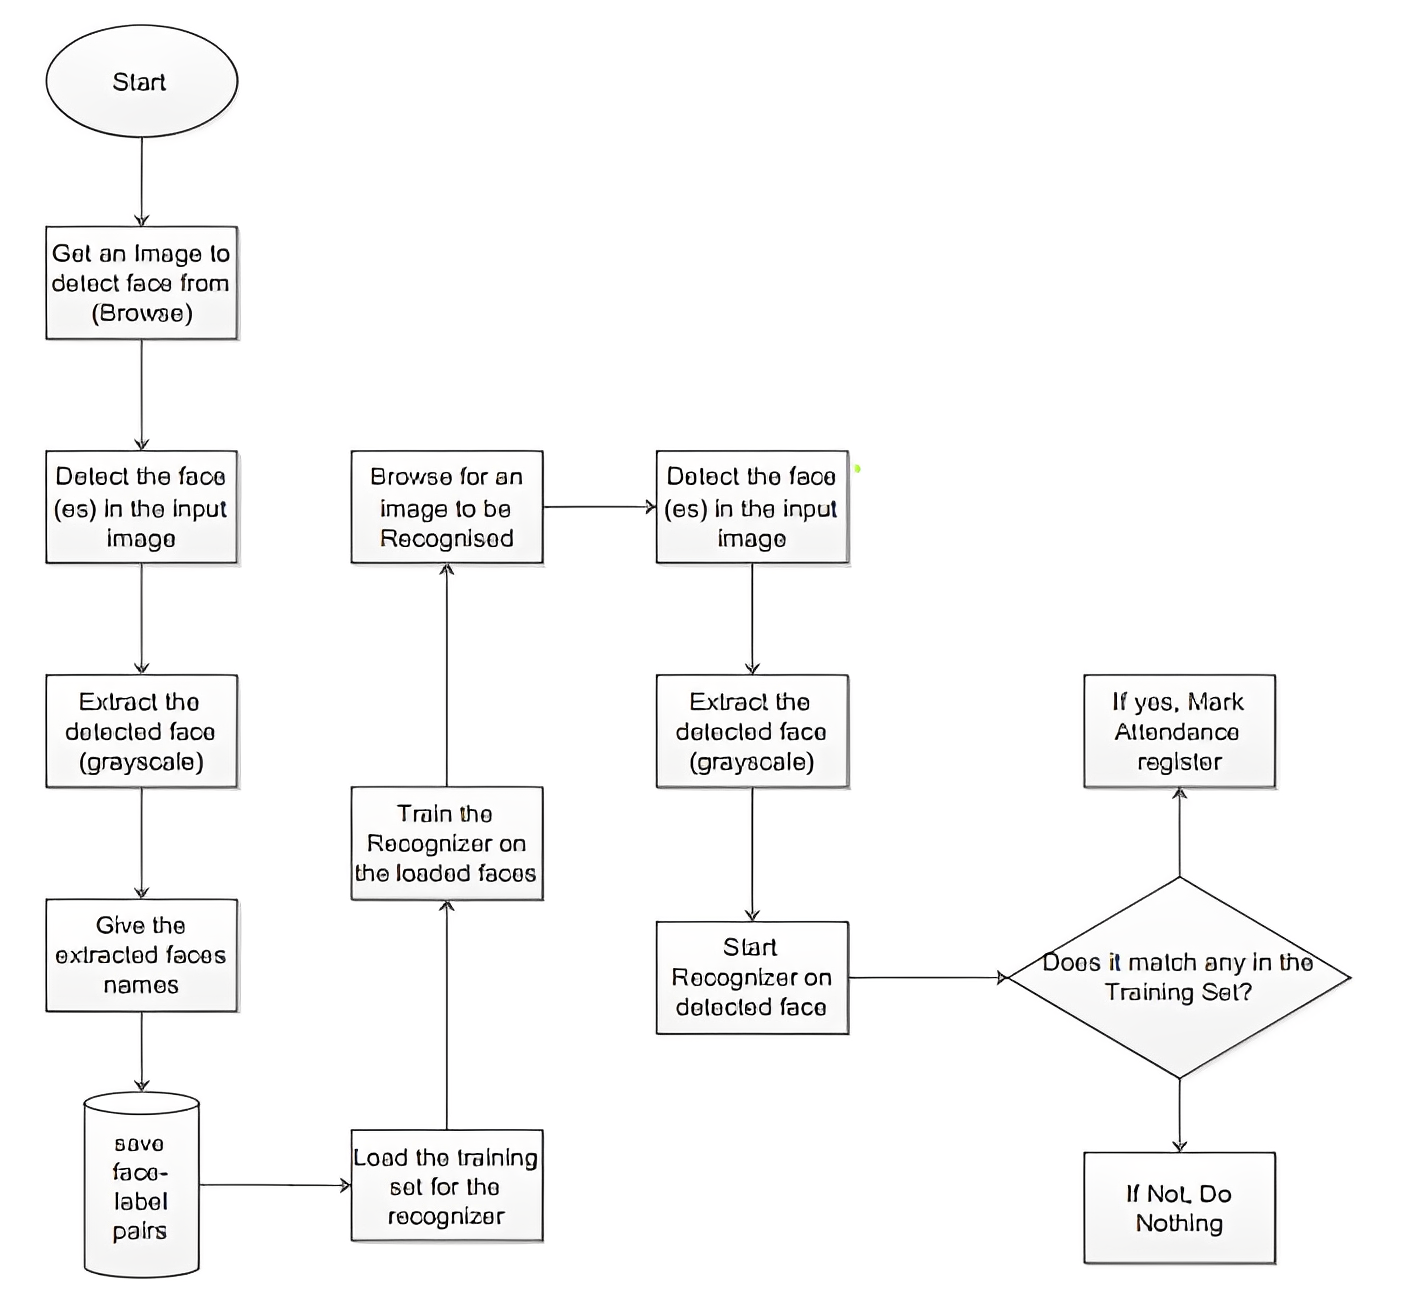 Start
Get an Image to
detect face from
(Browse)
Detect the face
(es) in the input
image
Extract the
detected face
(grayscale)
Give the
extracted faces
names
save
face-
label
pairs
Load the training
set for the
recognizer
Train the
Recognizer on
the loaded faces
Browse for an
image to be
Recognised
Detect the face
(es) in the input
image
Extract the
detected face
(grayscale)
Start
Recognizer on
detected face
Does it match any in the
Training Set?
If yes, Mark
Attendance
register
If Not, Do
Nothing